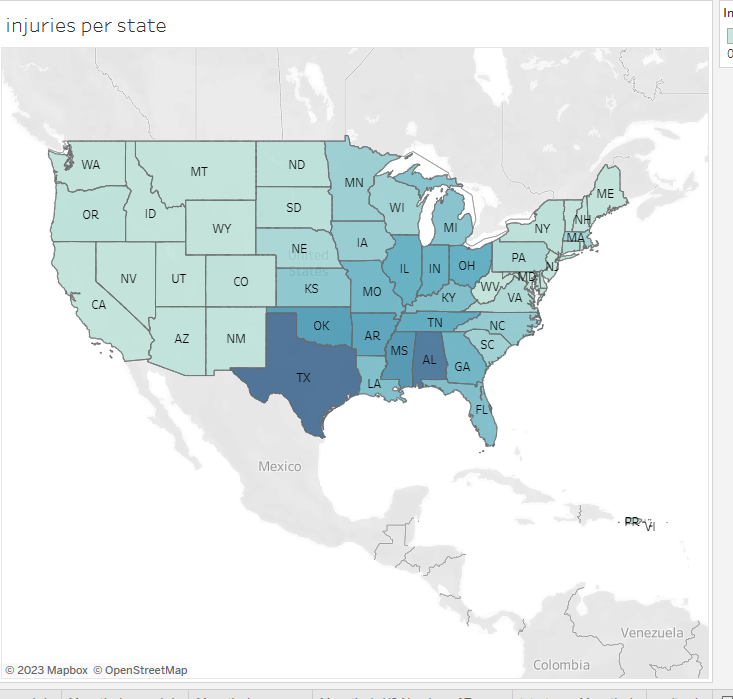 injuries per state
In
0
WA
MT
ND
MN
OR
ID
SD
WI
MI
ME
WY
NH
NY
MA
NE
IA
PA
NJ
United
States
NV
UT
CO
KS
IL
IN
OH
MD
WV
VA
CA
MO
KY
AZ
NM
OK
AR
TN
NC
MS
AL
GA
SC
TX
LA
FL
Mexico
PR
VI
Venezuela
Colombia
© 2023 Mapbox © OpenStreetMap